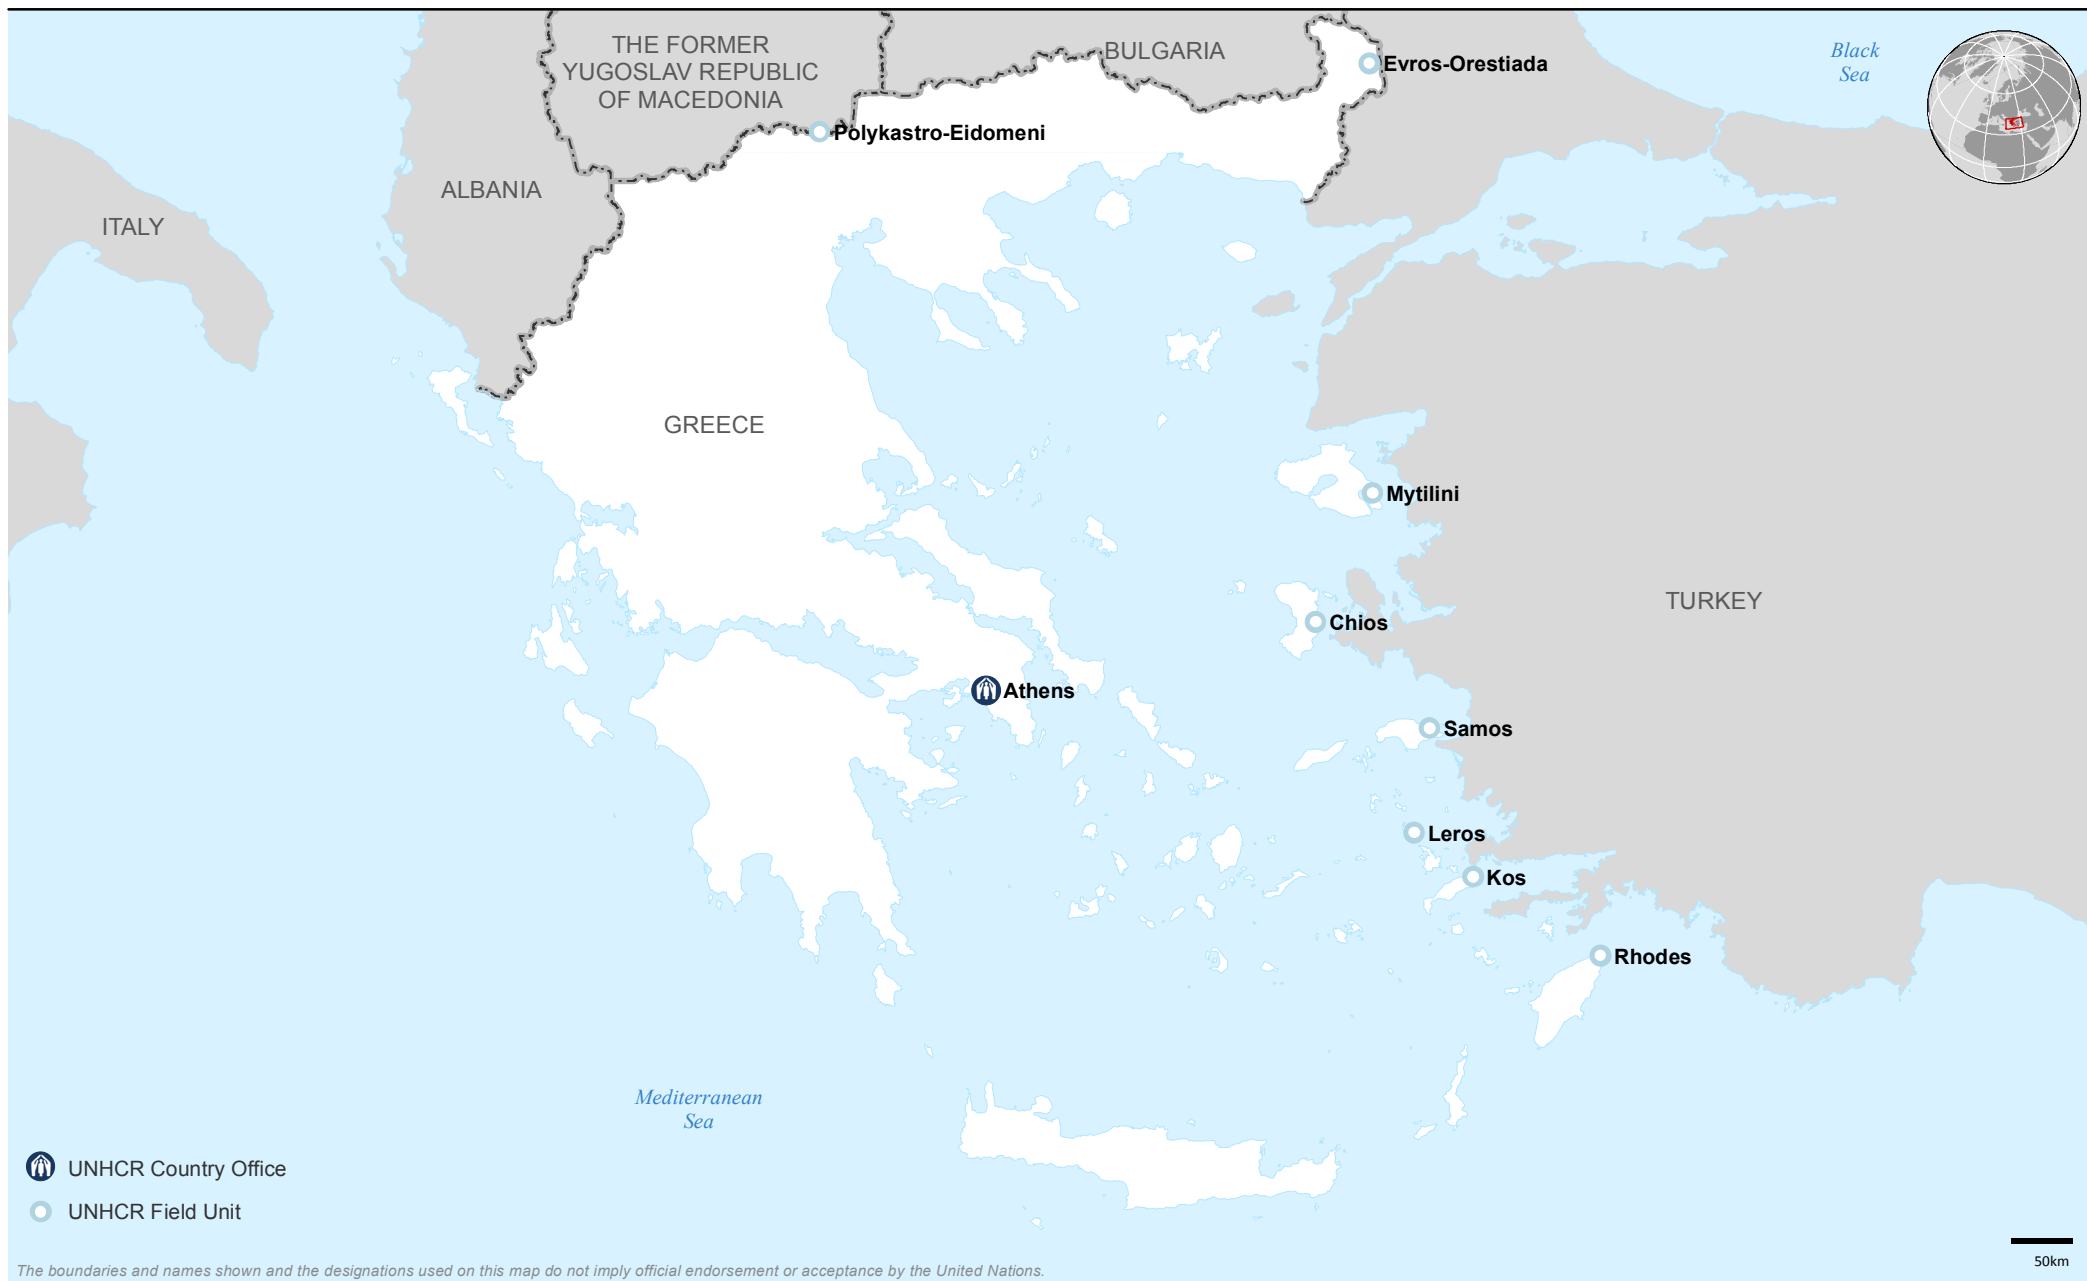 THE FORMER
YUGOSLAV REPUBLIC
OF MACEDONIA
BULGARIA
Evros-Orestiada
Black
Sea
Polykastro-Eidomeni
ALBANIA
ITALY
GREECE
Mytilini
TURKEY
Chios
Athens
Samos
Leros
Kos
Rhodes
Mediterranean
Sea
UNHCR Country Office
UNHCR Field Unit
50km
The boundaries and names shown and the designations used on this map do not imply official endorsement or acceptance by the United Nations.